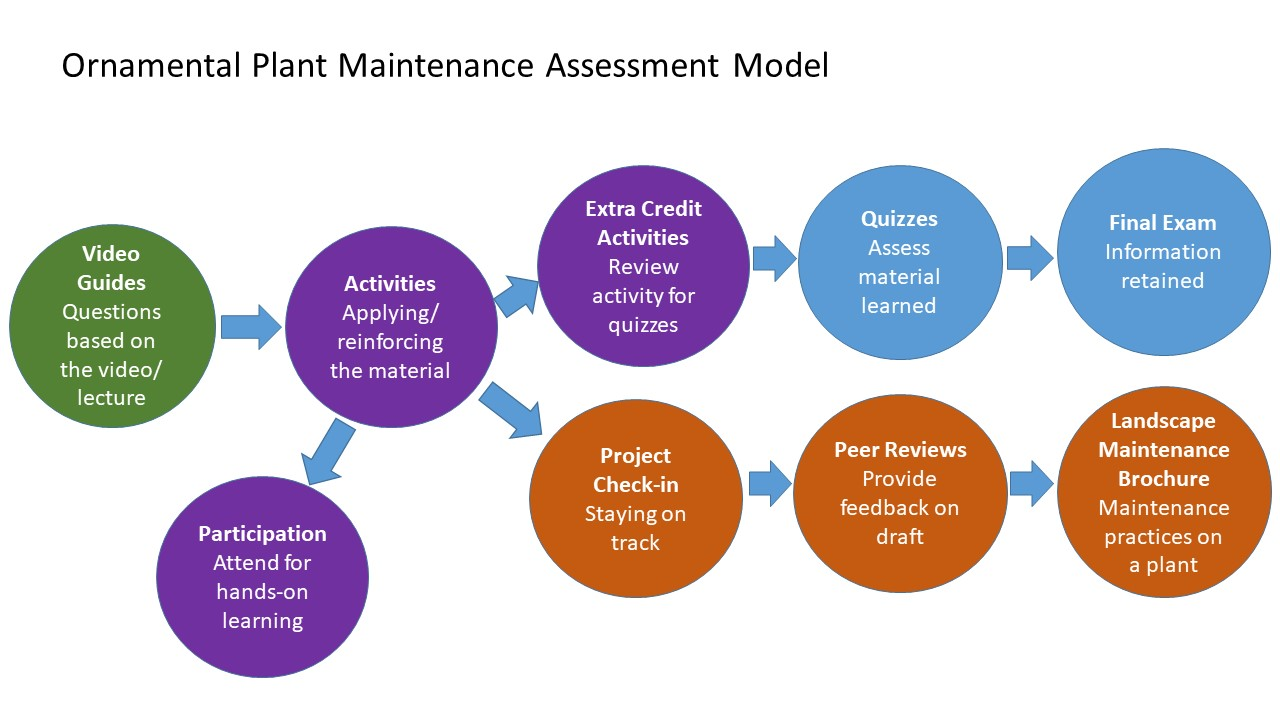 Ornamental Plant Maintenance Assessment Model
Video
Guides
Questions
based on
the video/
lecture
Activities
Applying/
reinforcing
the material
Participation
Attend for
hands-on
learning
Extra Credit
Activities
Review
activity for
quizzes
Quizzes
Assess
material
learned
Final Exam
Information
retained
Project
Check-in
Staying on
track
Peer Reviews
Provide
feedback on
draft
Landscape
Maintenance
Brochure
Maintenance
practices on
a plant